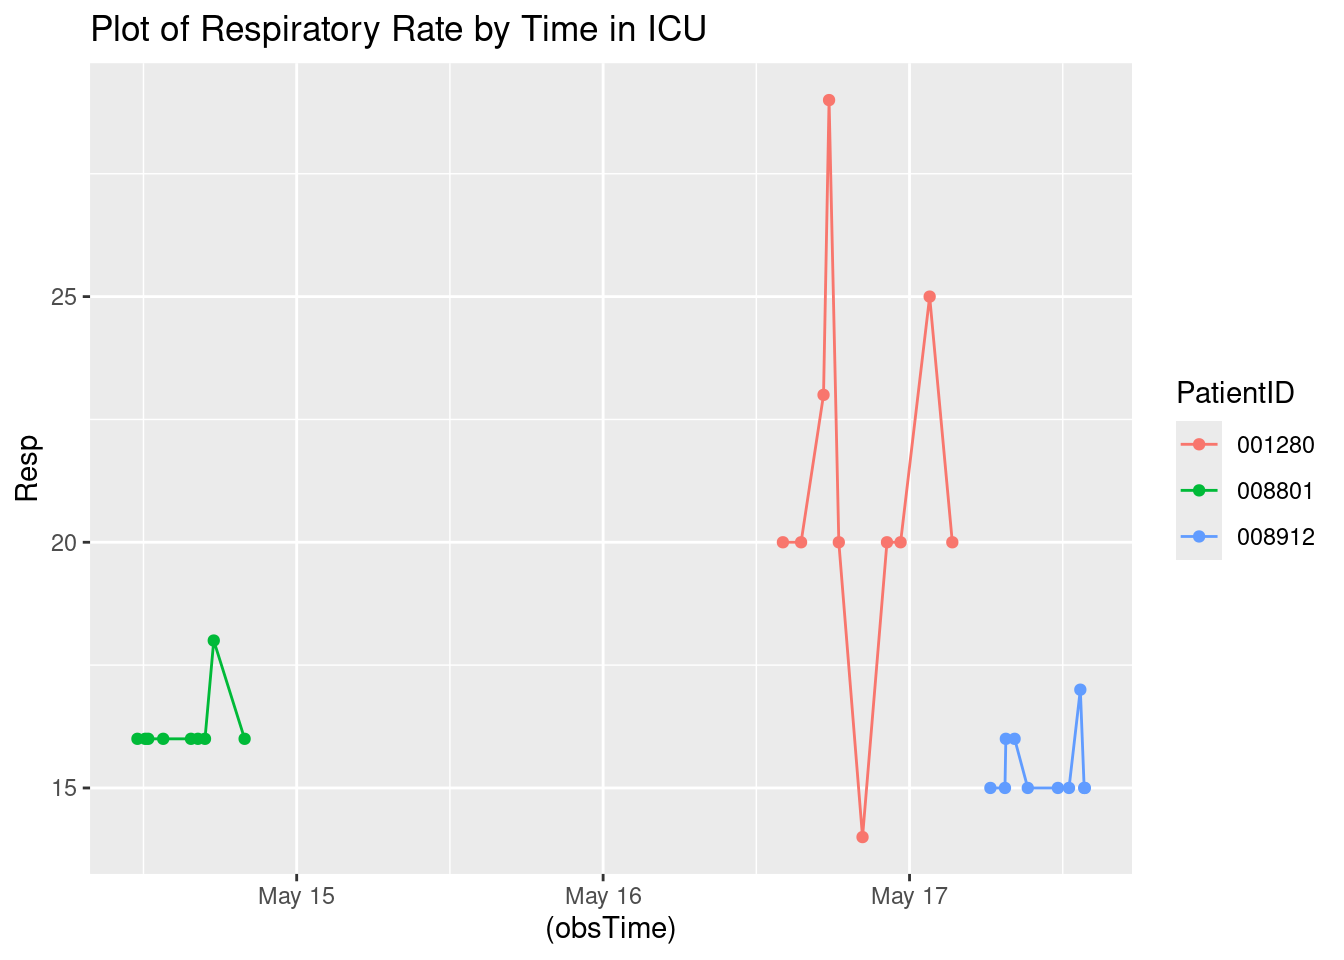 Plot of Respiratory Rate by Time in ICU
Resp
25
20
15
May 15
May 16
May 17
(obsTime)
PatientID
001280
008801
008912